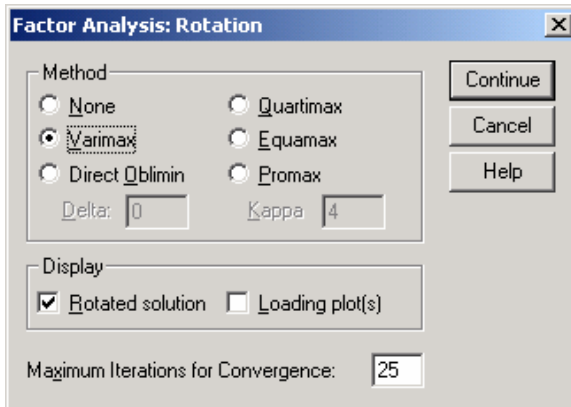 Factor Analysis: Rotation
Method
None
Quartimax
Varimax
Equamax
Direct Oblimin
Promax
Delta: 0
Kappa 4
Continue
Cancel
Help
Display
Rotated solution
Loading plot(s)
Maximum Iterations for Convergence: 25